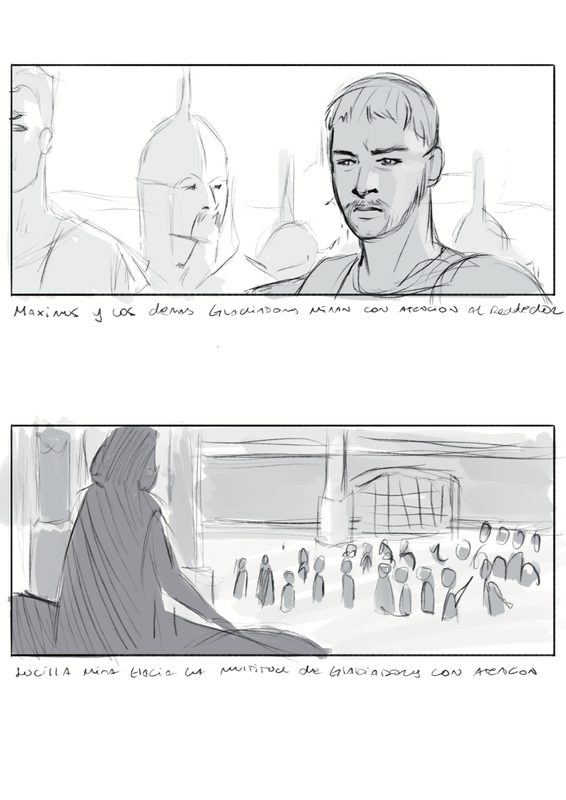 Maximus y los demas Gladiadores miran con atencion al Rededor
Lucilla mira hacia la multitud de Gladiadores con atencion